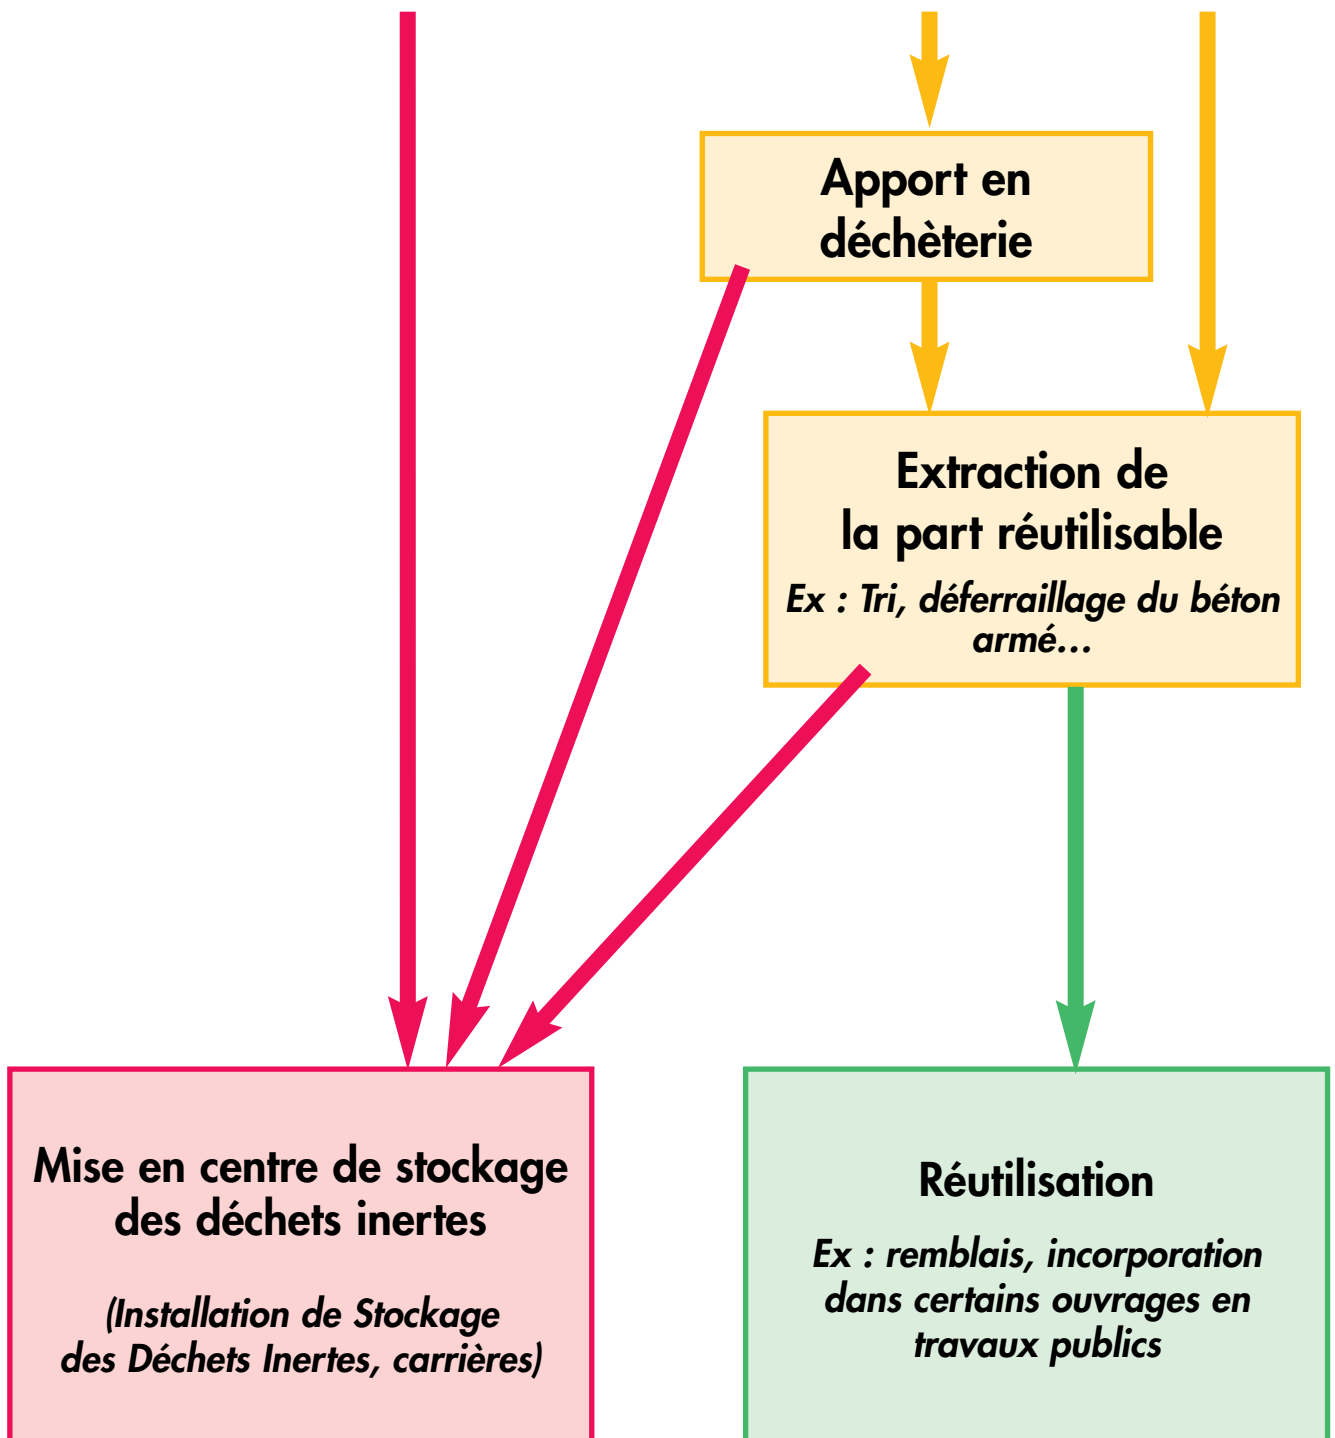 Apport en
déchèterie
Extraction de
la part réutilisable
Ex : Tri, déferraillage du béton
armé...
Mise en centre de stockage
des déchets inertes
(Installation de Stockage
des Déchets Inertes, carrières)
Réutilisation
Ex : remblais, incorporation
dans certains ouvrages en
travaux publics